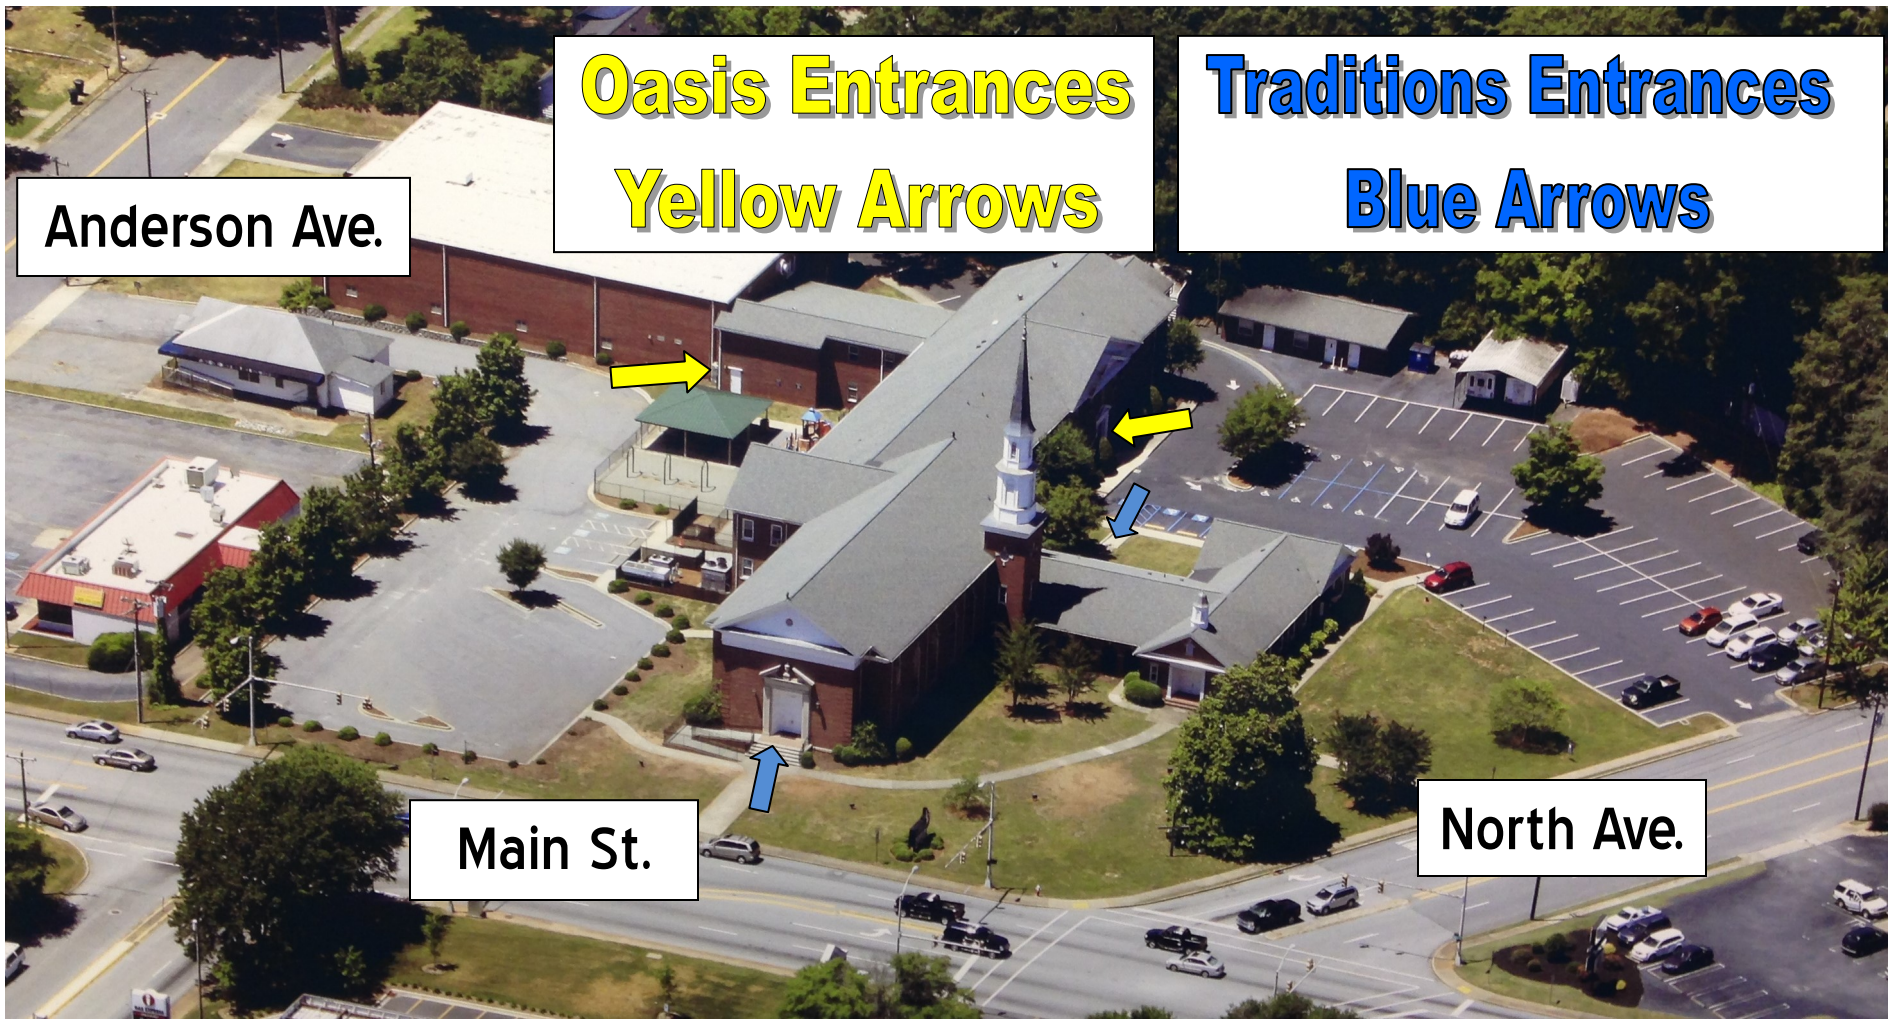 Oasis Entrances
Yellow Arrows
Traditions Entrances
Blue Arrows
Anderson Ave.
Main St.
North Ave.